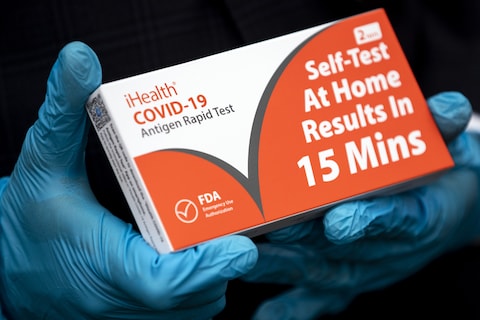 iHealth®
COVID-19
Antigen Rapid Test
FDA
Emergency Use
Authorization
2 TESTS
Self-Test
At Home
Results In
15 Mins